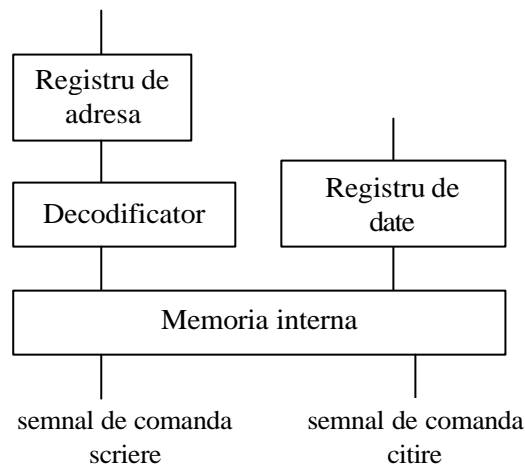 Registru de
adresa
Decodificator
Registru de
date
Memoria interna
semnal de comanda
scriere
semnal de comanda
citire